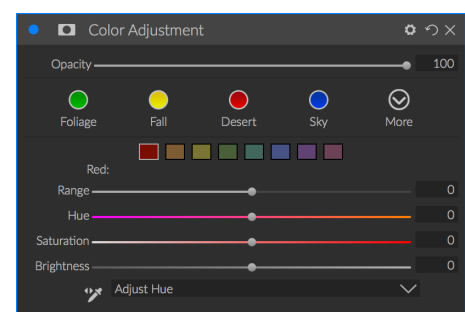 Color Adjustment
Opacity 100
Foliage Fall Desert Sky More
Red:
Range 0
Hue 0
Saturation 0
Brightness 0
Adjust Hue